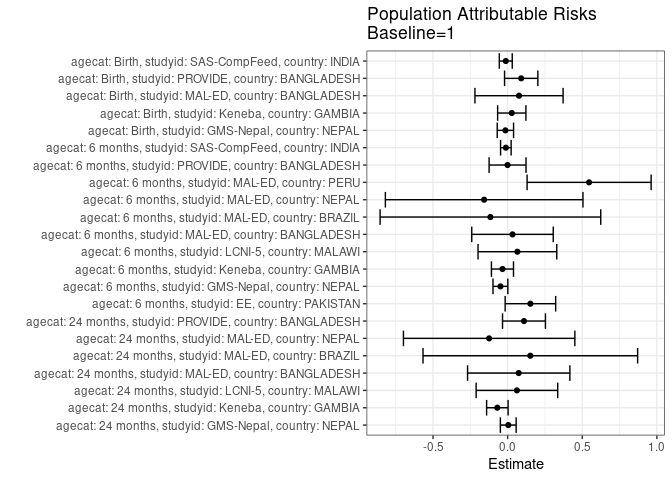 Population Attributable Risks
Baseline=1
agecat: Birth, studyid: SAS-CompFeed, country: INDIA
agecat: Birth, studyid: PROVIDE, country: BANGLADESH
agecat: Birth, studyid: MAL-ED, country: BANGLADESH
agecat: Birth, studyid: Keneba, country: GAMBIA
agecat: Birth, studyid: GMS-Nepal, country: NEPAL
agecat: 6 months, studyid: SAS-CompFeed, country: INDIA
agecat: 6 months, studyid: PROVIDE, country: BANGLADESH
agecat: 6 months, studyid: MAL-ED, country: PERU
agecat: 6 months, studyid: MAL-ED, country: NEPAL
agecat: 6 months, studyid: MAL-ED, country: BRAZIL
agecat: 6 months, studyid: MAL-ED, country: BANGLADESH
agecat: 6 months, studyid: LCNI-5, country: MALAWI
agecat: 6 months, studyid: Keneba, country: GAMBIA
agecat: 6 months, studyid: GMS-Nepal, country: NEPAL
agecat: 6 months, studyid: EE, country: PAKISTAN
agecat: 24 months, studyid: PROVIDE, country: BANGLADESH
agecat: 24 months, studyid: MAL-ED, country: NEPAL
agecat: 24 months, studyid: MAL-ED, country: BRAZIL
agecat: 24 months, studyid: MAL-ED, country: BANGLADESH
agecat: 24 months, studyid: LCNI-5, country: MALAWI
agecat: 24 months, studyid: Keneba, country: GAMBIA
agecat: 24 months, studyid: GMS-Nepal, country: NEPAL
-0.5 0.0 0.5 1.0
Estimate